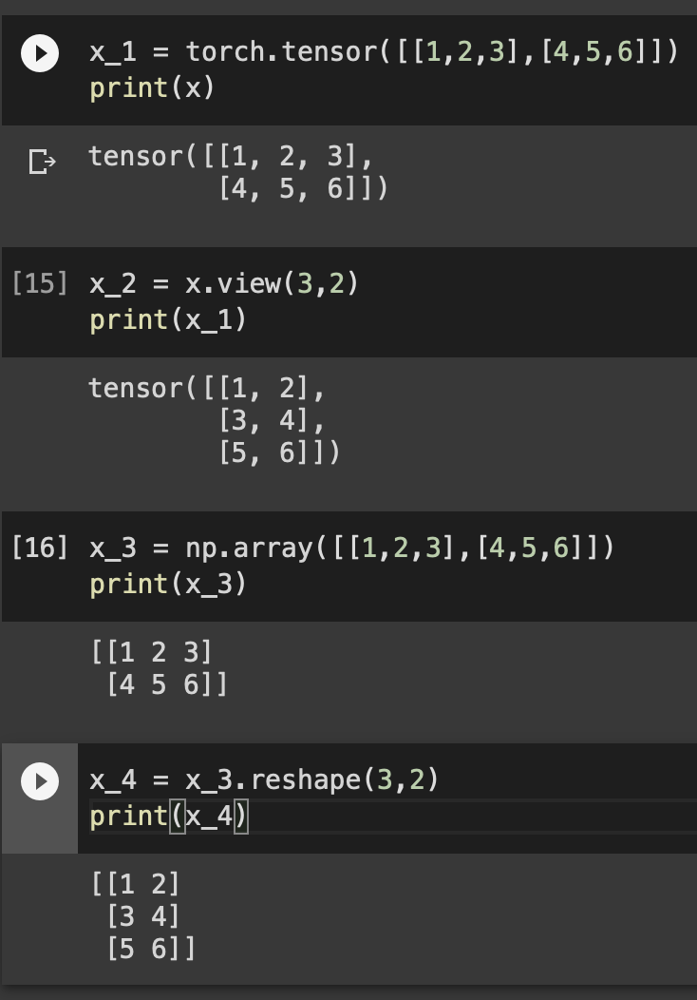 x_1 = torch.tensor([[1,2,3],[4,5,6]])
print(x)
tensor([[1, 2, 3],
        [4, 5, 6]])
[15] x_2 = x.view(3,2)
print(x_1)
tensor([[1, 2],
        [3, 4],
        [5, 6]])
[16] x_3 = np.array([[1,2,3],[4,5,6]])
print(x_3)
[[1 2 3]
 [4 5 6]]
x_4 = x_3.reshape(3,2)
print(x_4)
[[1 2]
 [3 4]
 [5 6]]